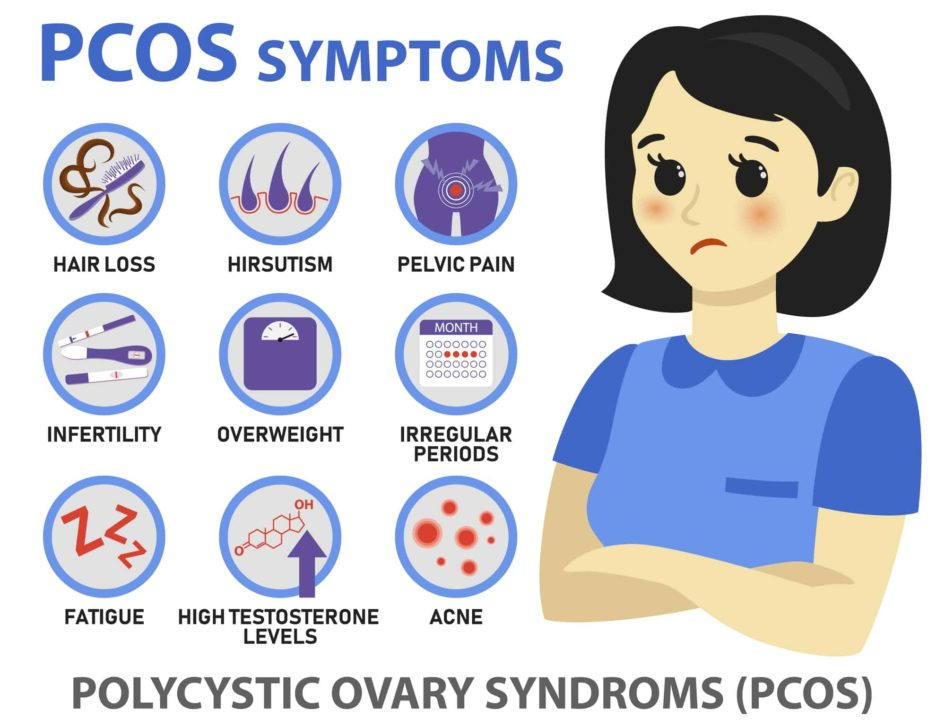 PCOS SYMPTOMS
HAIR LOSS
HIRSUTISM
PELVIC PAIN
INFERTILITY
OVERWEIGHT
MONTH
IRREGULAR
PERIODS
FATIGUE
OH
O
HIGH TESTOSTERONE
LEVELS
ACNE
POLYCYSTIC OVARY SYNDROMS (PCOS)